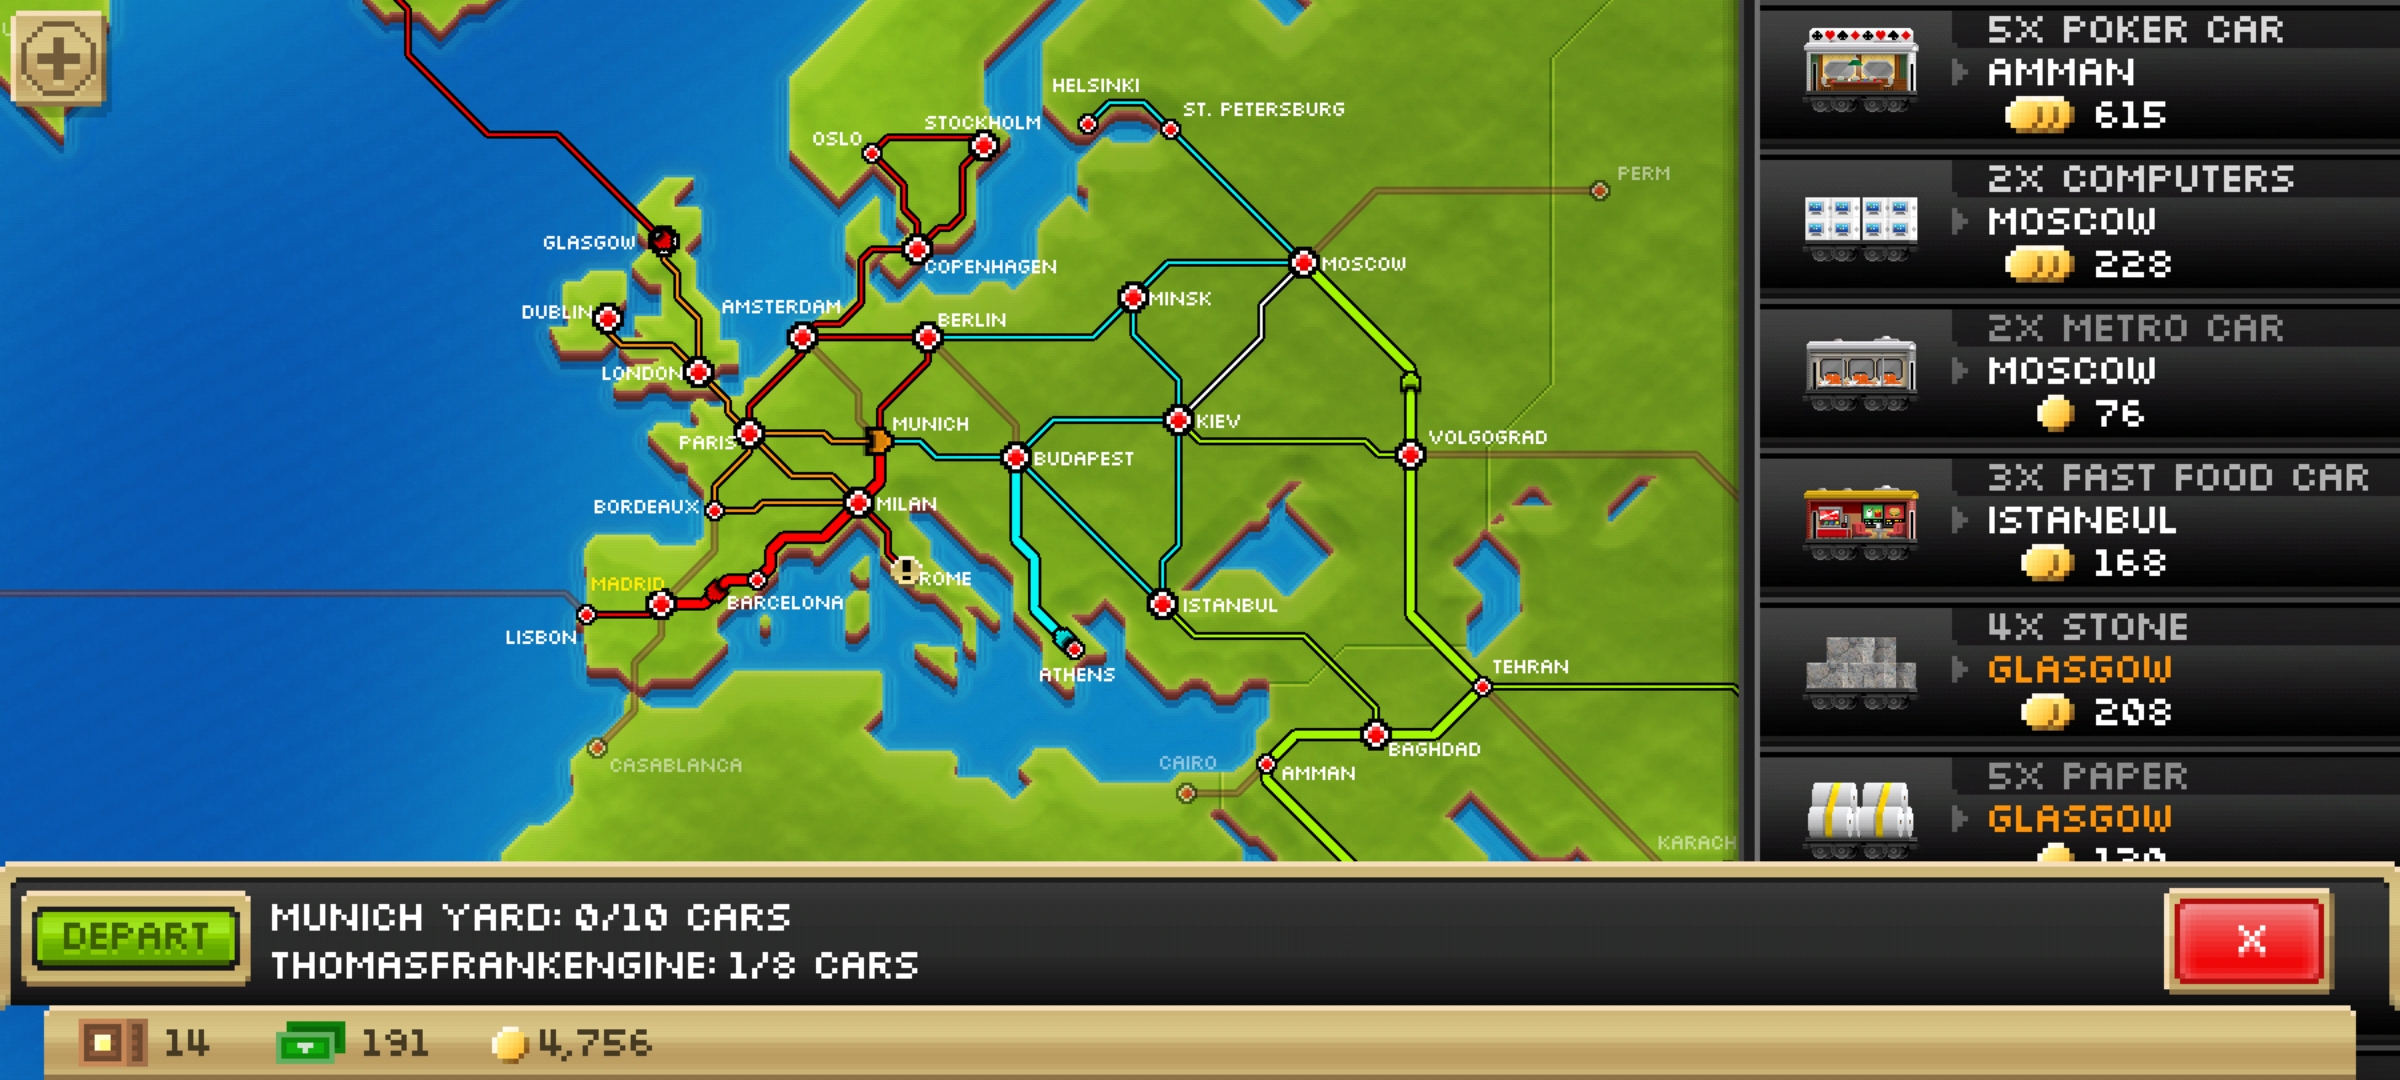 HELSINKI
ST. PETERSBURG
STOCKHOLM
OSLO
PERM
GLASGOW
COPENHAGEN
MOSCOW
DUBLIN
AMSTERDAM
BERLIN
MINSK
LONDON
PARIS
MUNICH
KIEV
VOLGOGRAD
BUDAPEST
BORDEAUX
MILAN
MADRID
BARCELONA
ROME
LISBON
ISTANBUL
ATHENS
TEHRAN
CASABLANCA
CAIRO
AMMAN
BAGHDAD
KARACH
5X POKER CAR
AMMAN
615
2X COMPUTERS
MOSCOW
228
2X METRO CAR
MOSCOW
76
3X FAST FOOD CAR
ISTANBUL
168
4X STONE
GLASGOW
208
5X PAPER
GLASGOW
DEPART
MUNICH YARD: 0/10 CARS
THOMASFRANKENGINE: 1/8 CARS
X
14
191
4,756